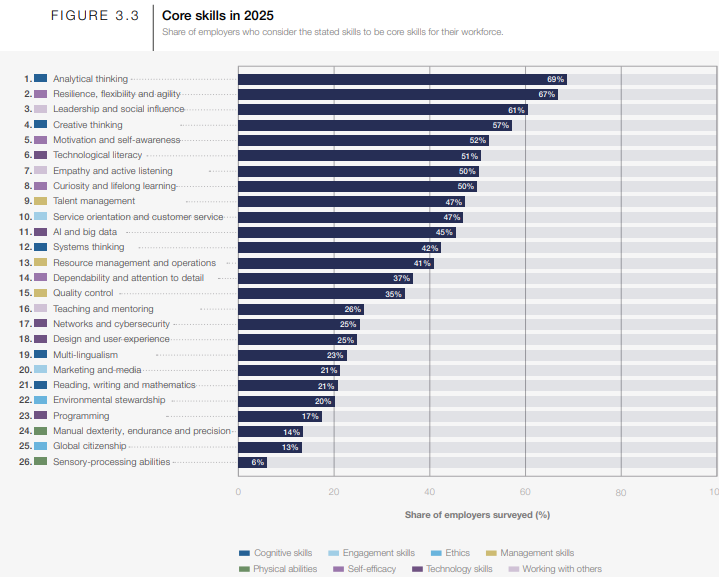 FIGURE 3.3
Core skills in 2025
Share of employers who consider the stated skills to be core skills for their workforce.
1. Analytical thinking 69%
2. Resilience, flexibility and agility 67%
3. Leadership and social influence 61%
4. Creative thinking 57%
5. Motivation and self-awareness 52%
6. Technological literacy 51%
7. Empathy and active listening 50%
8. Curiosity and lifelong learning 50%
9. Talent management 47%
10. Service orientation and customer service 47%
11. AI and big data 45%
12. Systems thinking 42%
13. Resource management and operations 41%
14. Dependability and attention to detail 37%
15. Quality control 35%
16. Teaching and mentoring 26%
17. Networks and cybersecurity 25%
18. Design and user experience 25%
19. Multi-lingualism 23%
20. Marketing and media 21%
21. Reading, writing and mathematics 21%
22. Environmental stewardship 20%
23. Programming 17%
24. Manual dexterity, endurance and precision 14%
25. Global citizenship 13%
26. Sensory-processing abilities 6%
0 20 40 60 80 10
Share of employers surveyed (%)
Cognitive skills Engagement skills Ethics Management skills
Physical abilities Self-efficacy Technology skills Working with others